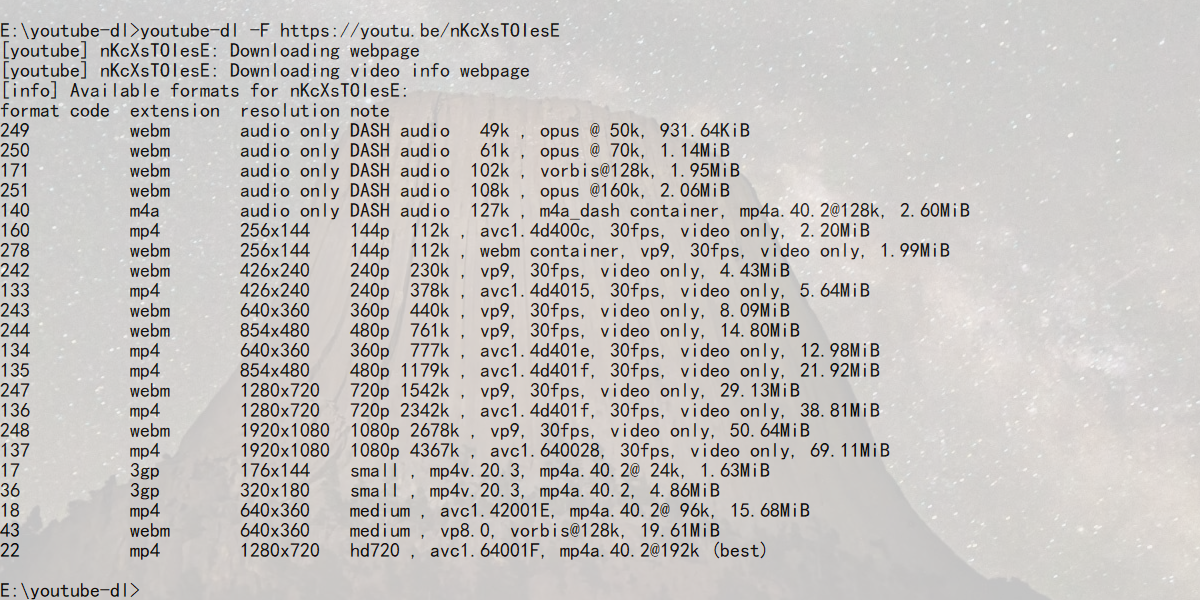 E:\youtube-dl>youtube-dl -F https://youtu.be/nKcXsTOlesE
[youtube] nKcXsTOlesE: Downloading webpage
[youtube] nKcXsTOlesE: Downloading video info webpage
[info] Available formats for nKcXsTOlesE:
format code  extension  resolution note
249          webm       audio only DASH audio   49k , opus @ 50k, 931.64KiB
250          webm       audio only DASH audio   61k , opus @ 70k, 1.14MiB
171          webm       audio only DASH audio  102k , vorbis@128k, 1.95MiB
251          webm       audio only DASH audio  108k , opus @160k, 2.06MiB
140          m4a        audio only DASH audio  127k , m4a_dash container, mp4a.40.2@128k, 2.60MiB
160          mp4        256x144    144p  112k , avc1.4d400c, 30fps, video only, 2.20MiB
278          webm       256x144    144p  112k , webm container, vp9, 30fps, video only, 1.99MiB
242          webm       426x240    240p  230k , vp9, 30fps, video only, 4.43MiB
133          mp4        426x240    240p  378k , avc1.4d4015, 30fps, video only, 5.64MiB
243          webm       640x360    360p  440k , vp9, 30fps, video only, 8.09MiB
244          webm       854x480    480p  761k , vp9, 30fps, video only, 14.80MiB
134          mp4        640x360    360p  777k , avc1.4d401e, 30fps, video only, 12.98MiB
135          mp4        854x480    480p 1179k , avc1.4d401f, 30fps, video only, 21.92MiB
247          webm       1280x720   720p 1542k , vp9, 30fps, video only, 29.13MiB
136          mp4        1280x720   720p 2342k , avc1.4d401f, 30fps, video only, 38.81MiB
248          webm       1920x1080  1080p 2678k , vp9, 30fps, video only, 50.64MiB
137          mp4        1920x1080  1080p 4367k , avc1.640028, 30fps, video only, 69.11MiB
17           3gp        176x144    small , mp4v.20.3, mp4a.40.2@ 24k, 1.63MiB
36           3gp        320x180    small , mp4v.20.3, mp4a.40.2, 4.86MiB
18           mp4        640x360    medium , avc1.42001E, mp4a.40.2@ 96k, 15.68MiB
43           webm       640x360    medium , vp8.0, vorbis@128k, 19.61MiB
22           mp4        1280x720   hd720 , avc1.64001F, mp4a.40.2@192k (best)
E:\youtube-dl>